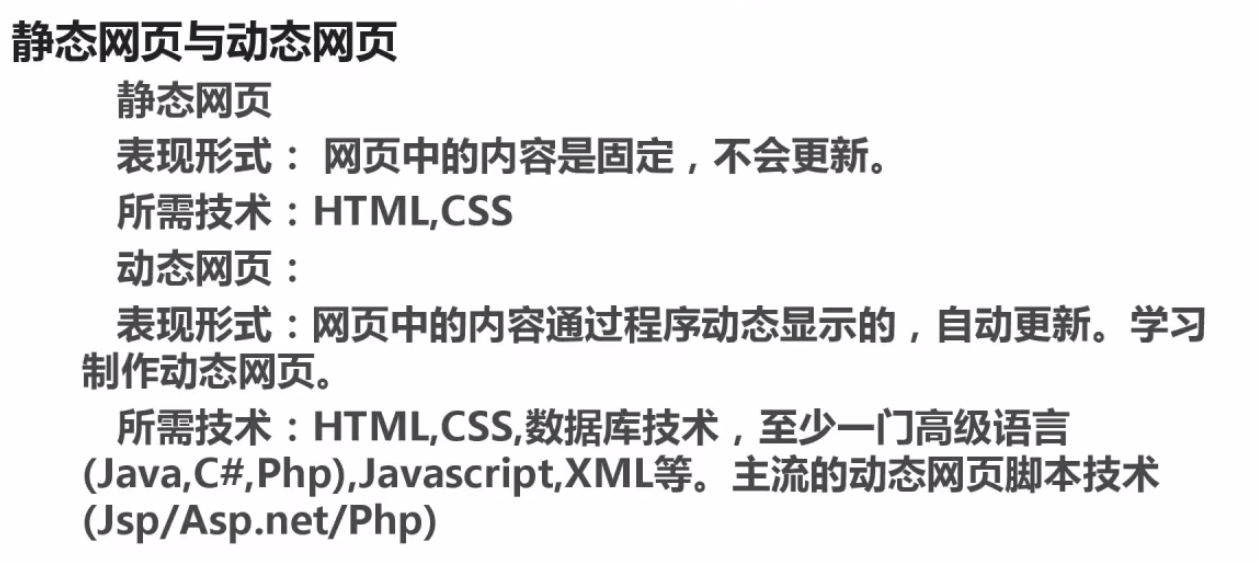 静态网页与动态网页
静态网页
表现形式： 网页中的内容是固定，不会更新。
所需技术：HTML,CSS
动态网页：
表现形式：网页中的内容通过程序动态显示的，自动更新。学习
制作动态网页。
所需技术：HTML,CSS,数据库技术，至少一门高级语言
(Java,C#,Php),Javascript,XML等。主流的动态网页脚本技术
(Jsp/Asp.net/Php)